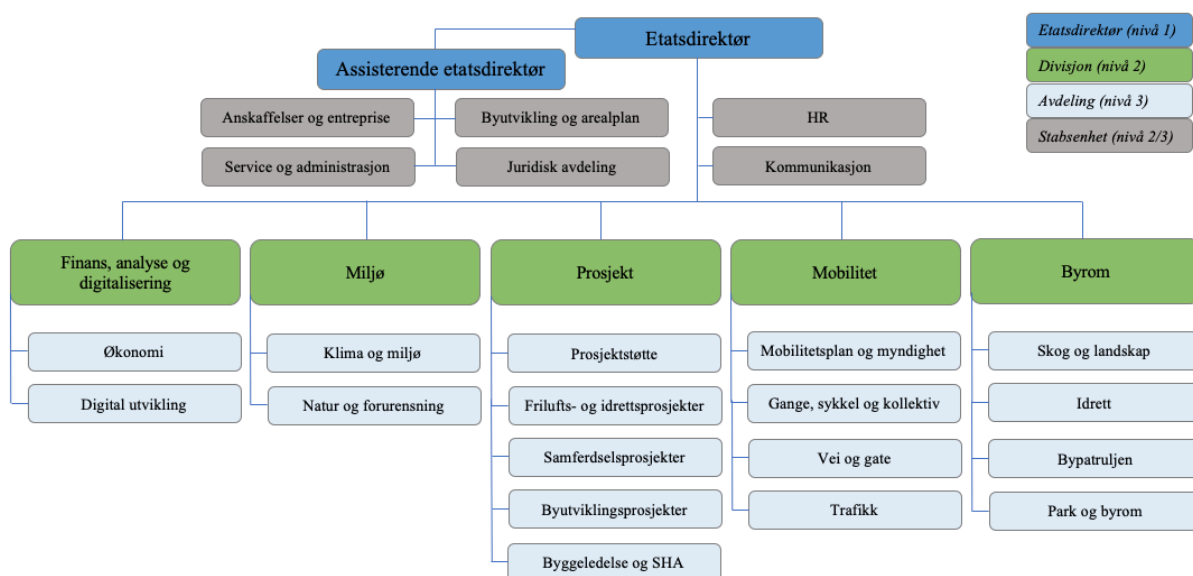 Etatsdirektør
Assisterende etatsdirektør
Etatsdirektør (nivå 1)
Divisjon (nivå 2)
Avdeling (nivå 3)
Stabsenhet (nivå 2/3)
Anskaffelser og entreprise
Byutvikling og arealplan
HR
Service og administrasjon
Juridisk avdeling
Kommunikasjon
Finans, analyse og
digitalisering
Økonomi
Digital utvikling
Miljø
Klima og miljø
Natur og forurensning
Prosjekt
Prosjektstøtte
Frilufts- og idrettsprosjekter
Samferdselsprosjekter
Byutviklingsprosjekter
Byggeledelse og SHA
Mobilitet
Mobilitetsplan og myndighet
Gange, sykkel og kollektiv
Vei og gate
Trafikk
Byrom
Skog og landskap
Idrett
Bypatruljen
Park og byrom